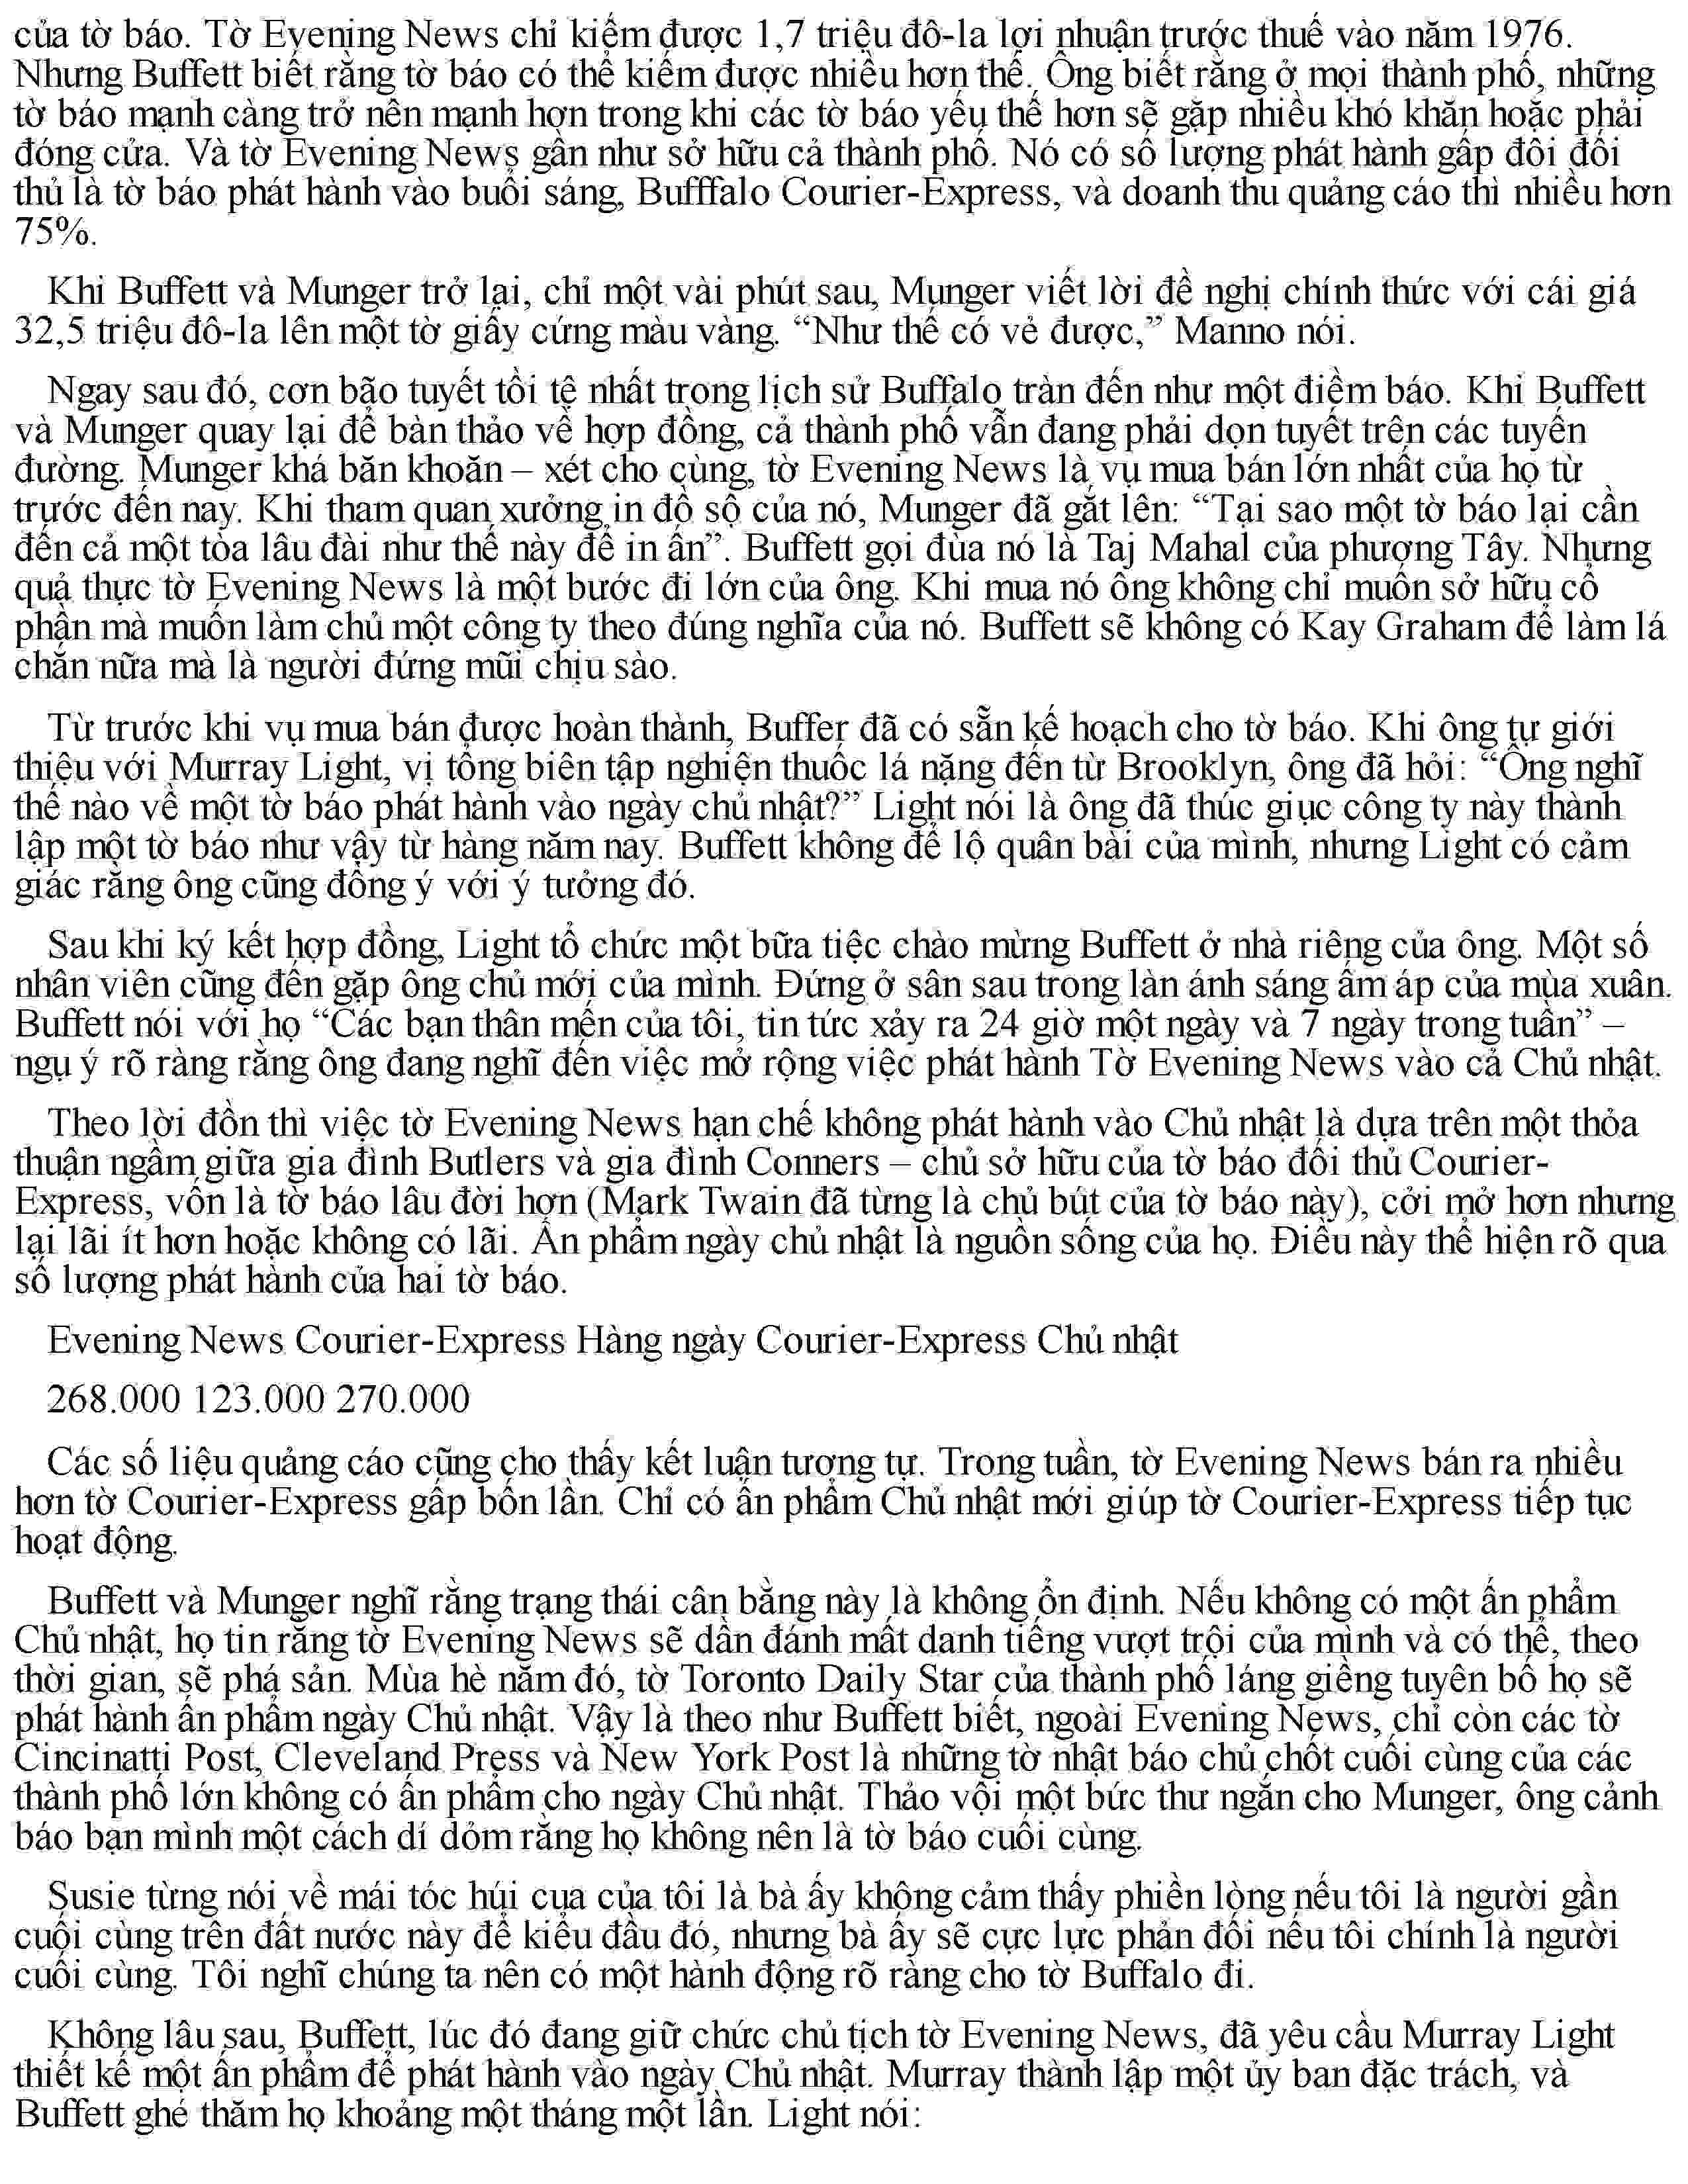 của tờ báo. Tờ Evening News chỉ kiếm được 1,7 triệu đô-la lợi nhuận trước thuế vào năm 1976.
Nhưng Buffett biết rằng tờ báo có thể kiếm được nhiều hơn thế. Ông biết rằng ở mọi thành phố, những
tờ báo mạnh càng trở nên mạnh hơn trong khi các tờ báo yếu thế hơn sẽ gặp nhiều khó khăn hoặc phải
đóng cửa. Và tờ Evening News gần như sở hữu cả thành phố. Nó có số lượng phát hành gấp đôi đối
thủ là tờ báo phát hành vào buổi sáng, Bufffalo Courier-Express, và doanh thu quảng cáo thì nhiều hơn
75%.
Khi Buffett và Munger trở lại, chỉ một vài phút sau, Munger viết lời đề nghị chính thức với cái giá
32,5 triệu đô-la lên một tờ giấy cứng màu vàng. “Như thế có vẻ được,” Manno nói.
Ngay sau đó, cơn bão tuyết tồi tệ nhất trong lịch sử Buffalo tràn đến như một điềm báo. Khi Buffett
và Munger quay lại để bàn thảo về hợp đồng, cả thành phố vẫn đang phải dọn tuyết trên các tuyến
đường. Munger khá băn khoăn – xét cho cùng, tờ Evening News là vụ mua bán lớn nhất của họ từ
trước đến nay. Khi tham quan xưởng in đồ sộ của nó, Munger đã gắt lên: “Tại sao một tờ báo lại cần
đến cả một tòa lâu đài như thế này để in ấn”. Buffett gọi đùa nó là Taj Mahal của phương Tây. Nhưng
quả thực tờ Evening News là một bước đi lớn của ông. Khi mua nó ông không chỉ muốn sở hữu cổ
phần mà muốn làm chủ một công ty theo đúng nghĩa của nó. Buffett sẽ không có Kay Graham để làm lá
chắn nữa mà là người đứng mũi chịu sào.
Từ trước khi vụ mua bán được hoàn thành, Buffer đã có sẵn kế hoạch cho tờ báo. Khi ông tự giới
thiệu với Murray Light, vị tổng biên tập nghiện thuốc lá nặng đến từ Brooklyn, ông đã hỏi: “Ông nghĩ
thế nào về một tờ báo phát hành vào ngày chủ nhật?” Light nói là ông đã thúc giục công ty này thành
lập một tờ báo như vậy từ hàng năm nay. Buffett không để lộ quân bài của mình, nhưng Light có cảm
giác rằng ông cũng đồng ý với ý tưởng đó.
Sau khi ký kết hợp đồng, Light tổ chức một bữa tiệc chào mừng Buffett ở nhà riêng của ông. Một số
nhân viên cũng đến gặp ông chủ mới của mình. Đứng ở sân sau trong làn ánh sáng ấm áp của mùa xuân.
Buffett nói với họ “Các bạn thân mến của tôi, tin tức xảy ra 24 giờ một ngày và 7 ngày trong tuần” –
ngụ ý rõ ràng rằng ông đang nghĩ đến việc mở rộng việc phát hành Tờ Evening News vào cả Chủ nhật.
Theo lời đồn thì việc tờ Evening News hạn chế không phát hành vào Chủ nhật là dựa trên một thỏa
thuận ngầm giữa gia đình Butlers và gia đình Conners – chủ sở hữu của tờ báo đối thủ Courier-
Express, vốn là tờ báo lâu đời hơn (Mark Twain đã từng là chủ bút của tờ báo này), cởi mở hơn nhưng
lại lãi ít hơn hoặc không có lãi. Ấn phẩm ngày chủ nhật là nguồn sống của họ. Điều này thể hiện rõ qua
số lượng phát hành của hai tờ báo.
Evening News Courier-Express Hàng ngày Courier-Express Chủ nhật
268.000 123.000 270.000
Các số liệu quảng cáo cũng cho thấy kết luận tương tự. Trong tuần, tờ Evening News bán ra nhiều
hơn tờ Courier-Express gấp bốn lần. Chỉ có ấn phẩm Chủ nhật mới giúp tờ Courier-Express tiếp tục
hoạt động.
Buffett và Munger nghĩ rằng trạng thái cân bằng này là không ổn định. Nếu không có một ấn phẩm
Chủ nhật, họ tin rằng tờ Evening News sẽ dần đánh mất danh tiếng vượt trội của mình và có thể, theo
thời gian, sẽ phá sản. Mùa hè năm đó, tờ Toronto Daily Star của thành phố láng giềng tuyên bố họ sẽ
phát hành ấn phẩm ngày Chủ nhật. Vậy là theo như Buffett biết, ngoài Evening News, chỉ còn các tờ
Cincinatti Post, Cleveland Press và New York Post là những tờ nhật báo chủ chốt cuối cùng của các
thành phố lớn không có ấn phẩm cho ngày Chủ nhật. Thảo vội một bức thư ngắn cho Munger, ông cảnh
báo bạn mình một cách dí dỏm rằng họ không nên là tờ báo cuối cùng.
Susie từng nói về mái tóc húi cua của tôi là bà ấy không cảm thấy phiền lòng nếu tôi là người gần
cuối cùng trên đất nước này để kiểu đầu đó, nhưng bà ấy sẽ cực lực phản đối nếu tôi chính là người
cuối cùng. Tôi nghĩ chúng ta nên có một hành động rõ ràng cho tờ Buffalo đi.
Không lâu sau, Buffett, lúc đó đang giữ chức chủ tịch tờ Evening News, đã yêu cầu Murray Light
thiết kế một ấn phẩm để phát hành vào ngày Chủ nhật. Murray thành lập một ủy ban đặc trách, và
Buffett ghé thăm họ khoảng một tháng một lần. Light nói: